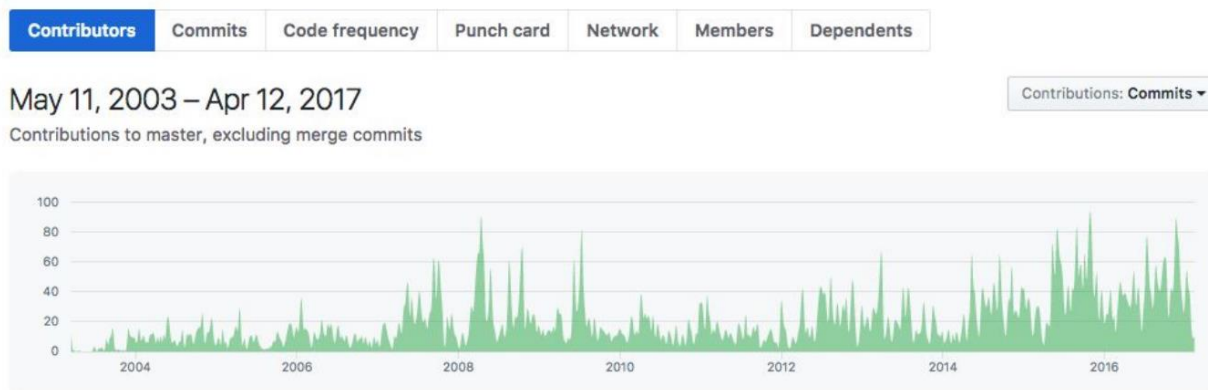 Contributors Commits Code frequency Punch card Network Members Dependents
May 11, 2003 – Apr 12, 2017
Contributions: Commits
Contributions to master, excluding merge commits
100
80
60
40
20
0
2004 2006 2008 2010 2012 2014 2016